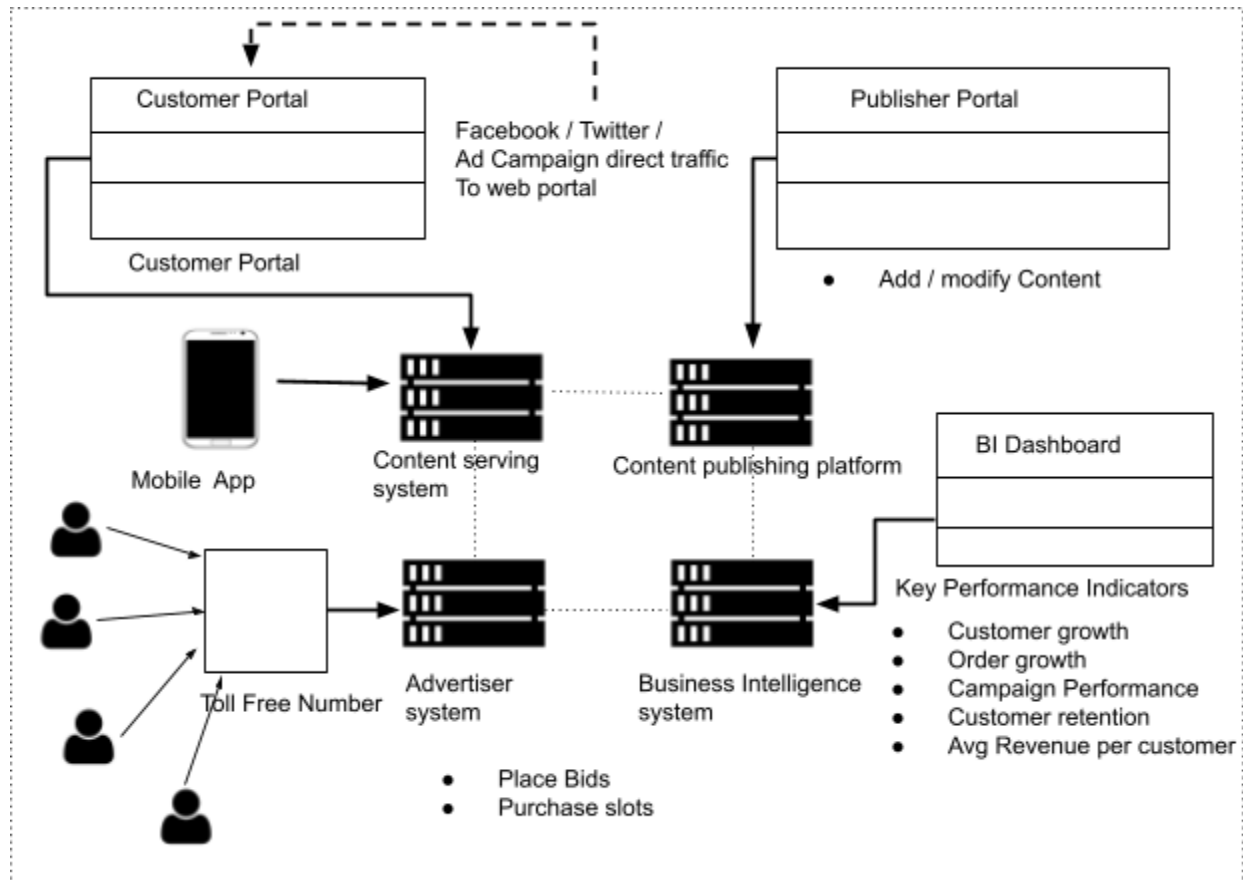 Customer Portal
Publisher Portal
Facebook / Twitter /
Ad Campaign direct traffic
To web portal
Customer Portal
● Add / modify Content
Mobile App
Content serving
system
Content publishing platform
BI Dashboard
Key Performance Indicators
● Customer growth
● Order growth
● Campaign Performance
● Customer retention
● Avg Revenue per customer
Toll Free Number
Advertiser
system
Business Intelligence
system
● Place Bids
● Purchase slots